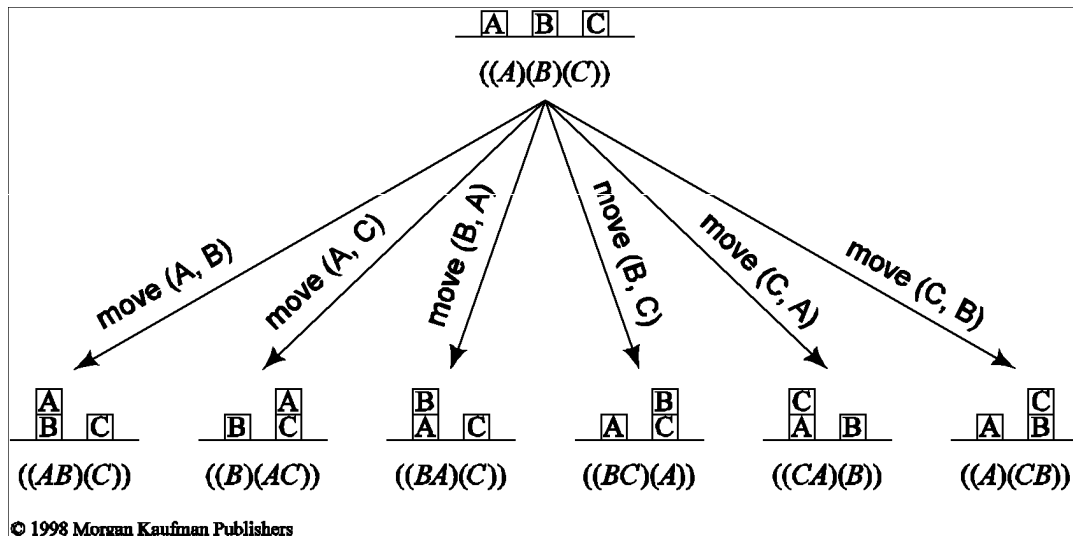 A B C
((A)(B)(C))
move (A, B)
move (A, C)
move (B, A)
move (B, C)
move (C, A)
move (C, B)
A A B B C C
B C B C A C A C A B A B
((AB)(C)) ((B)(AC)) ((BA)(C)) ((BC)(A)) ((CA)(B)) ((A)(CB))
© 1998 Morgan Kaufman Publishers